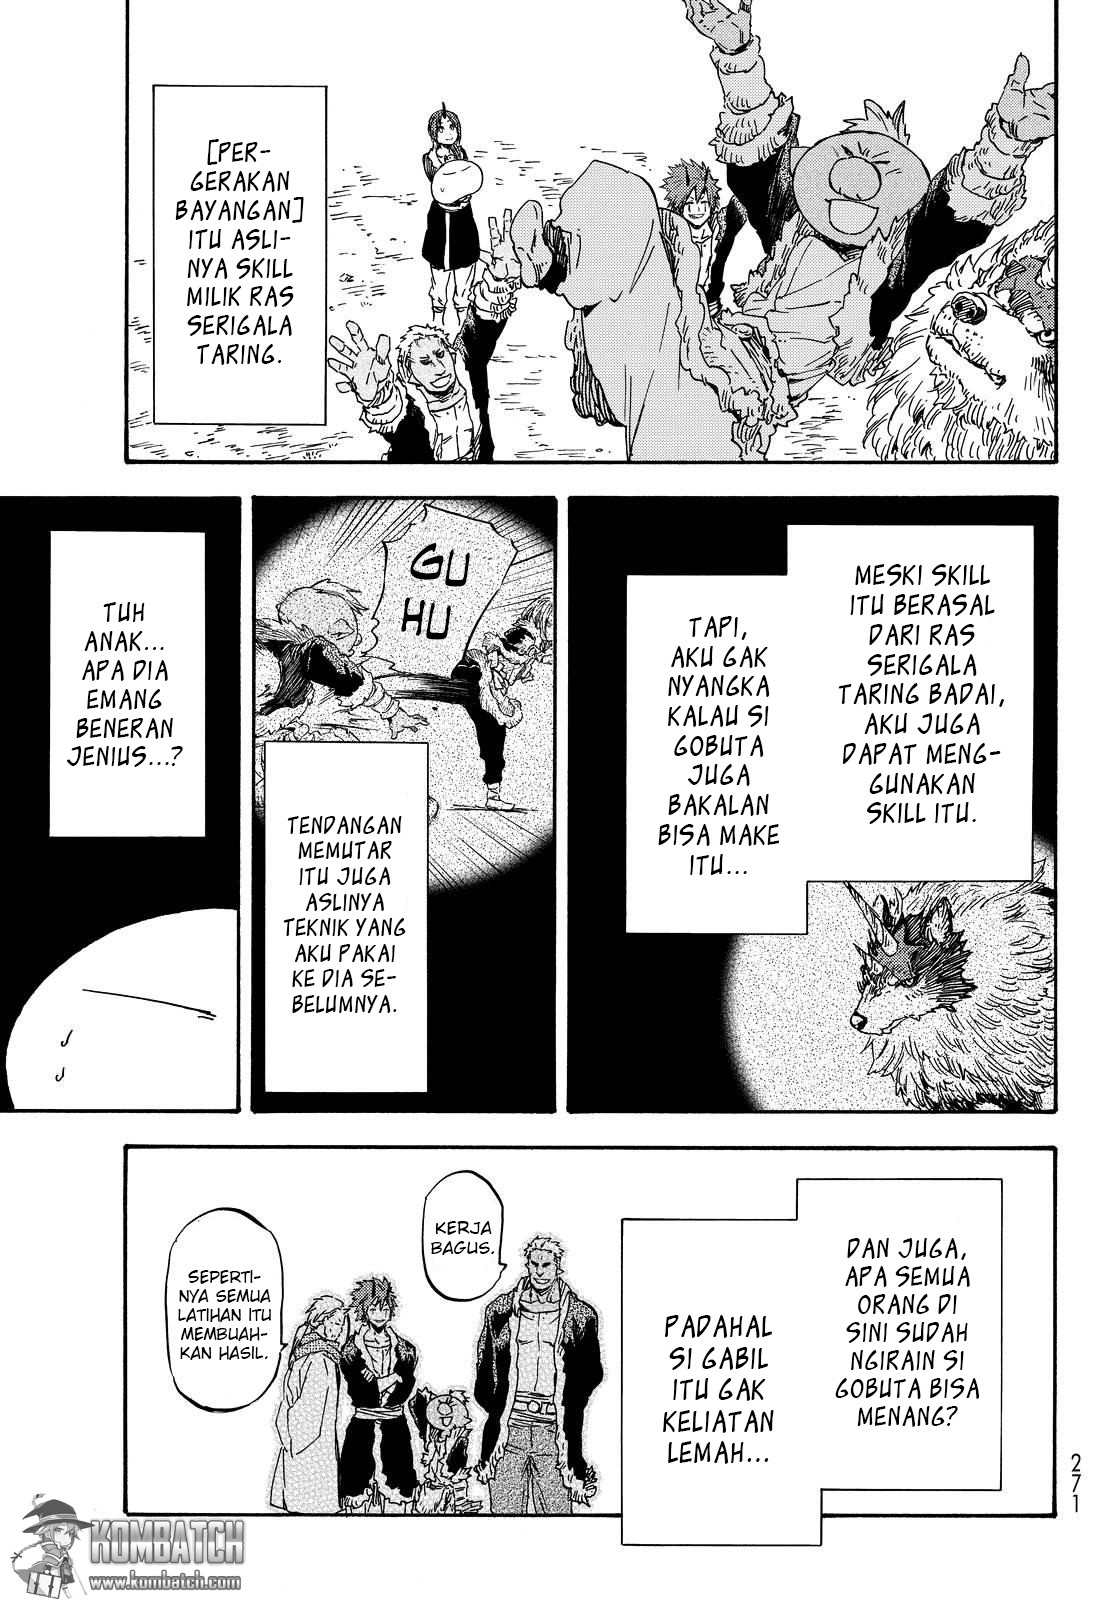 [PER-
GERAKAN
BAYANGAN]
ITU ASLI-
NYA SKILL
MILIK RAS
SERIGALA
TARING.
MESKI SKILL
ITU BERASAL
DARI RAS
SERIGALA
TARING BADAI,
AKU JUGA
DAPAT MENG-
GUNAKAN
SKILL ITU.
TAPI,
AKU GAK
NYANGKA
KALAU SI
GOBUTA
JUGA
BAKALAN
BISA MAKE
ITU...
GU
HU
TENDANGAN
MEMUTAR
ITU JUGA
ASLINYA
TEKNIK YANG
AKU PAKAI
KE DIA SE-
BELUMNYA.
TUH
ANAK...
APA DIA
EMANG
BENERAN
JENIUS...?
DAN JUGA,
APA SEMUA
ORANG DI
SINI SUDAH
NGIRAIN SI
GOBUTA BISA
MENANG?
PADAHAL
SI GABIL
ITU GAK
KELIATAN
LEMAH...
KERJA
BAGUS.
SEPERTI-
NYA SEMUA
LATIHAN ITU
MEMBUAH-
KAN HASIL.
271
KOMBATCH
www.kombatch.com